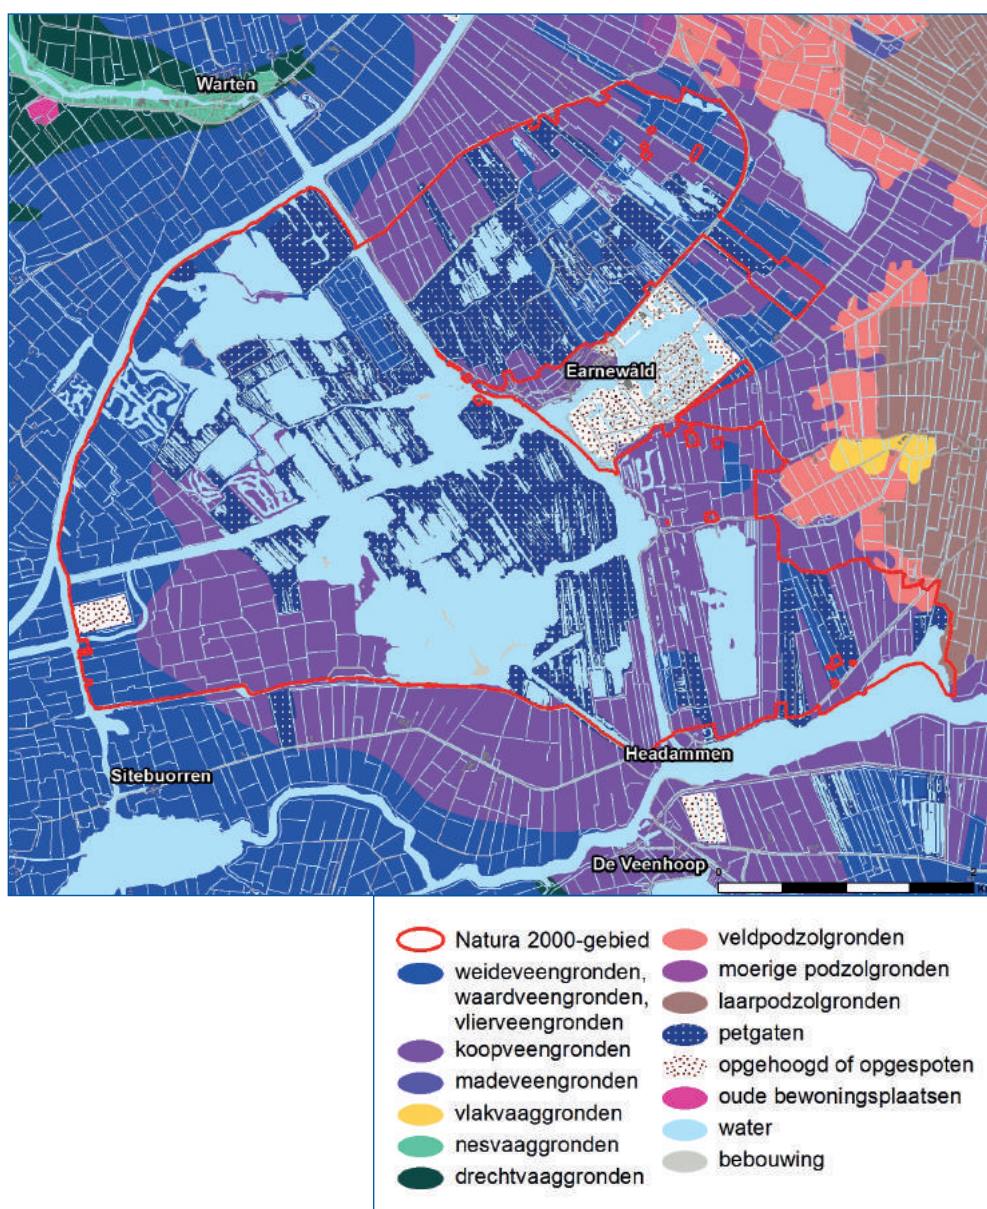 Warten
Earnewâld
Headammen
Sitebuorren
De Veenhoop
0 2
Natura 2000-gebied
weideveengronden,
waardveengronden,
vlierveengronden
koopveengronden
madeveengronden
vlakvaaggronden
nesvaaggronden
drechtvaaggronden
veldpodzolgronden
moerige podzolgronden
laarpodzolgronden
petgaten
opgehoogd of opgespoten
oude bewoningsplaatsen
water
bebouwing